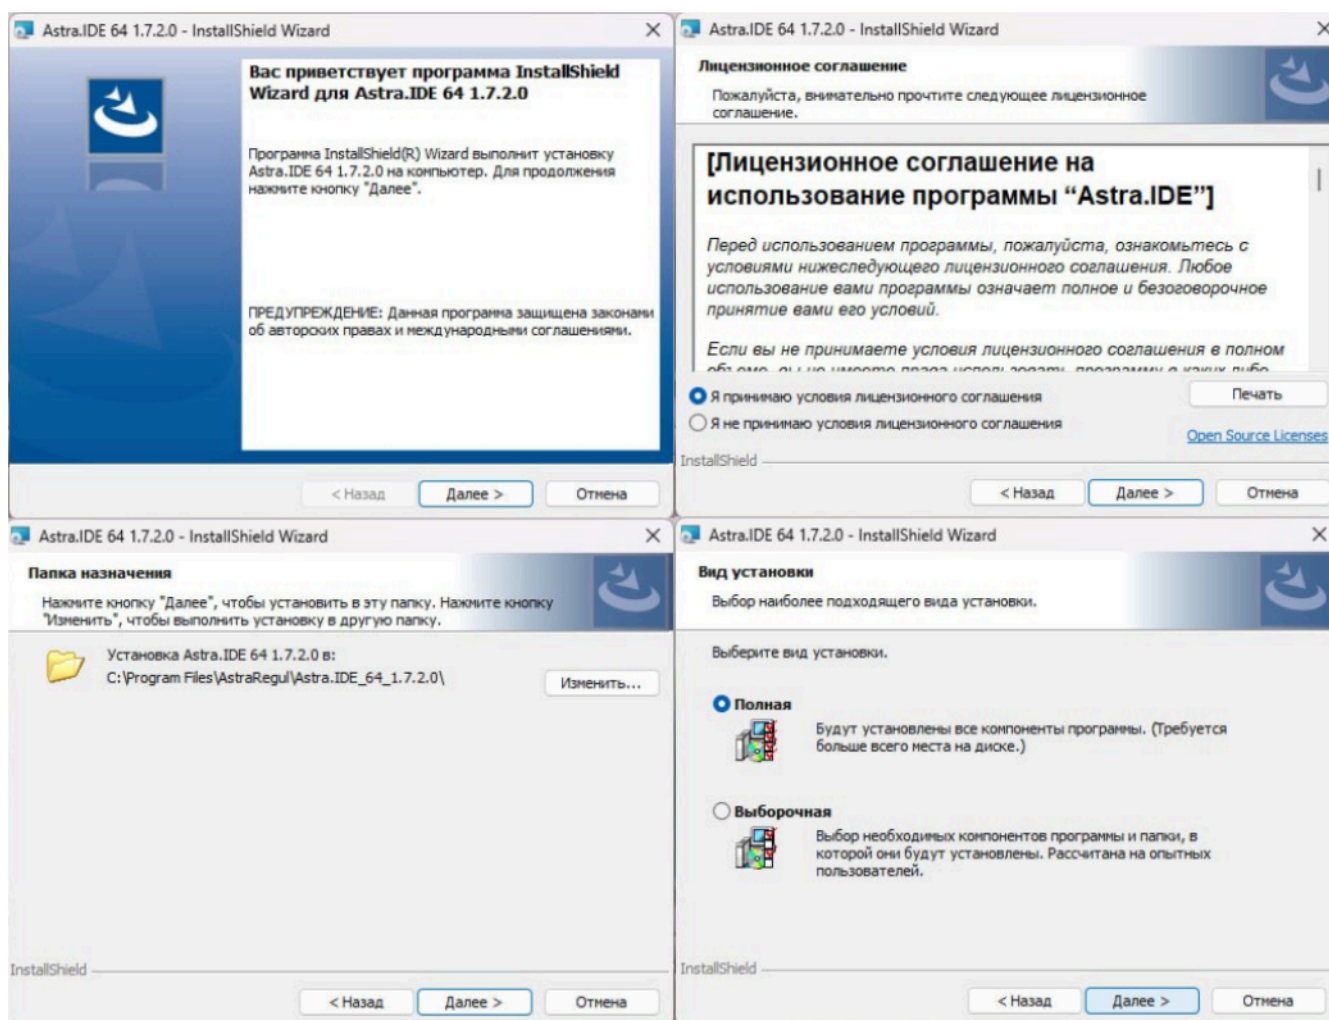 Astra.IDE 64 1.7.2.0 - InstallShield Wizard
Вас приветствует программа InstallShield
Wizard для Astra.IDE 64 1.7.2.0
Программа InstallShield(R) Wizard выполнит установку
Astra.IDE 64 1.7.2.0 на компьютер. Для продолжения
нажмите кнопку "Далее".
ПРЕДУПРЕЖДЕНИЕ: Данная программа защищена законами
об авторских правах и международными соглашениями.
< Назад
Далее >
Отмена
Astra.IDE 64 1.7.2.0 - InstallShield Wizard
Лицензионное соглашение
Пожалуйста, внимательно прочтите следующее лицензионное
соглашение.
[Лицензионное соглашение на
использование программы “Astra.IDE”]
Перед использованием программы, пожалуйста, ознакомьтесь с
условиями нижеследующего лицензионного соглашения. Любое
использование вами программы означает полное и безоговорочное
принятие вами его условий.
Если вы не принимаете условия лицензионного соглашения в полном
объеме, вы не имеете права использовать программу в каких-либо
Я принимаю условия лицензионного соглашения
Печать
Я не принимаю условия лицензионного соглашения
Open Source Licenses
InstallShield
< Назад
Далее >
Отмена
Astra.IDE 64 1.7.2.0 - InstallShield Wizard
Папка назначения
Нажмите кнопку "Далее", чтобы установить в эту папку. Нажмите кнопку
"Изменить", чтобы выполнить установку в другую папку.
Установка Astra.IDE 64 1.7.2.0 в:
C:\Program Files\AstraRegul\Astra.IDE_64_1.7.2.0\
Изменить...
InstallShield
< Назад
Далее >
Отмена
Astra.IDE 64 1.7.2.0 - InstallShield Wizard
Вид установки
Выбор наиболее подходящего вида установки.
Выберите вид установки.
Полная
Будут установлены все компоненты программы. (Требуется
больше всего места на диске.)
Выборочная
Выбор необходимых компонентов программы и папки, в
которой они будут установлены. Рассчитана на опытных
пользователей.
InstallShield
< Назад
Далее >
Отмена